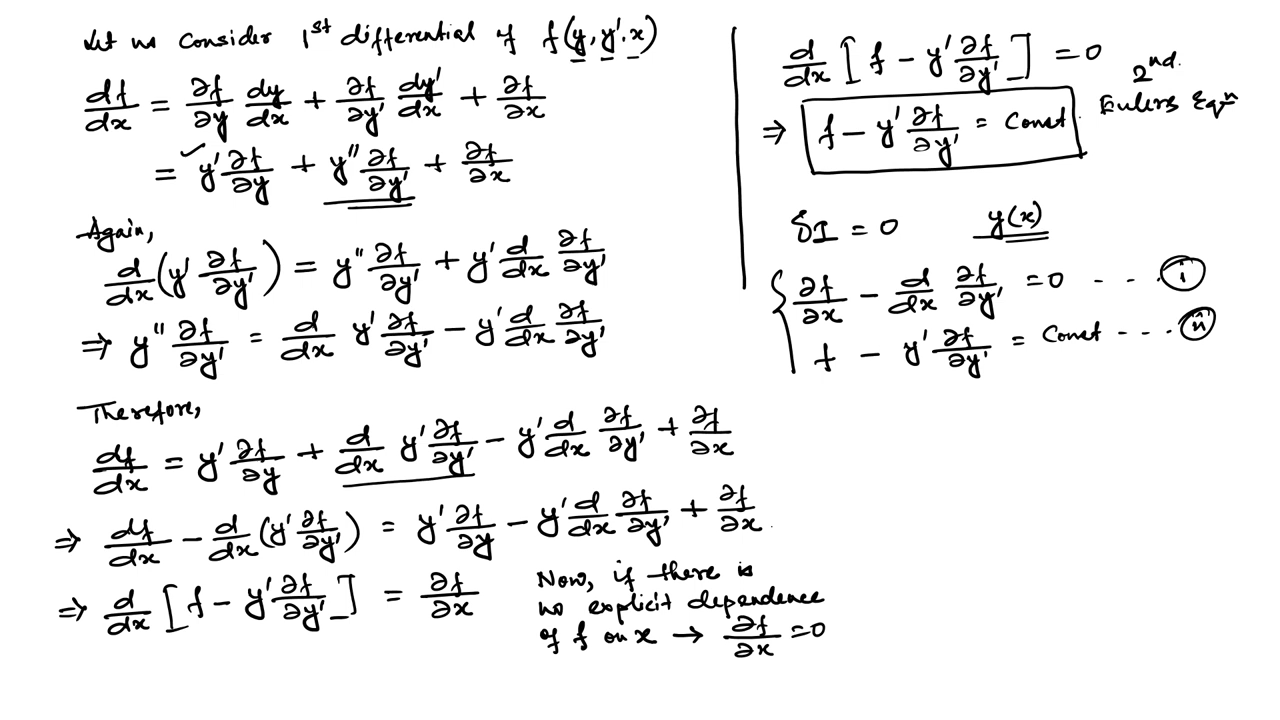 Let us consider 1st differential of f(y, y', x)
df/dx = ∂f/∂y dy/dx + ∂f/∂y' dy'/dx + ∂f/∂x
= ✓ y' ∂f/∂y + y'' ∂f/∂y' + ∂f/∂x
Again,
d/dx (y' ∂f/∂y') = y'' ∂f/∂y' + y' d/dx ∂f/∂y'
⇒ y'' ∂f/∂y' = d/dx y' ∂f/∂y' − y' d/dx ∂f/∂y'
Therefore,
df/dx = y' ∂f/∂y + d/dx y' ∂f/∂y' − y' d/dx ∂f/∂y' + ∂f/∂x
⇒ df/dx − d/dx (y' ∂f/∂y') = y' ∂f/∂y − y' d/dx ∂f/∂y' + ∂f/∂x
⇒ d/dx [f − y' ∂f/∂y'] = ∂f/∂x
Now, if there is
no explicit dependence
of f on x → ∂f/∂x = 0
d/dx [f − y' ∂f/∂y'] = 0
⇒ f − y' ∂f/∂y' = Const.
2nd
Eulers Eqn
δI = 0 y(x)
∂f/∂x − d/dx ∂f/∂y' = 0 - - - (i)
f − y' ∂f/∂y' = Const - - - (ii)